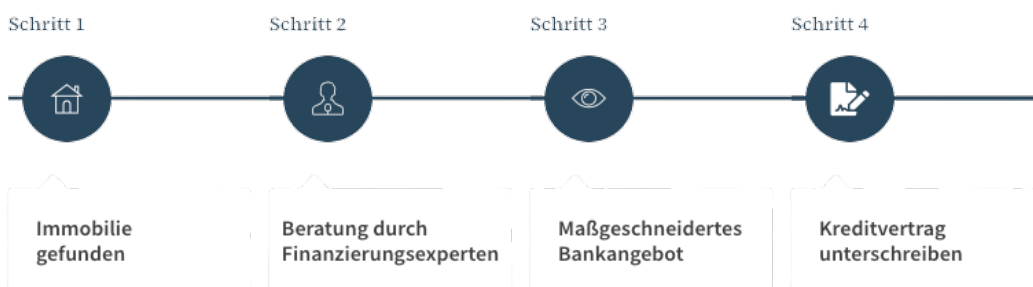 Schritt 1
Schritt 2
Schritt 3
Schritt 4
Immobilie
gefunden
Beratung durch
Finanzierungsexperten
Maßgeschneidertes
Bankangebot
Kreditvertrag
unterschreiben